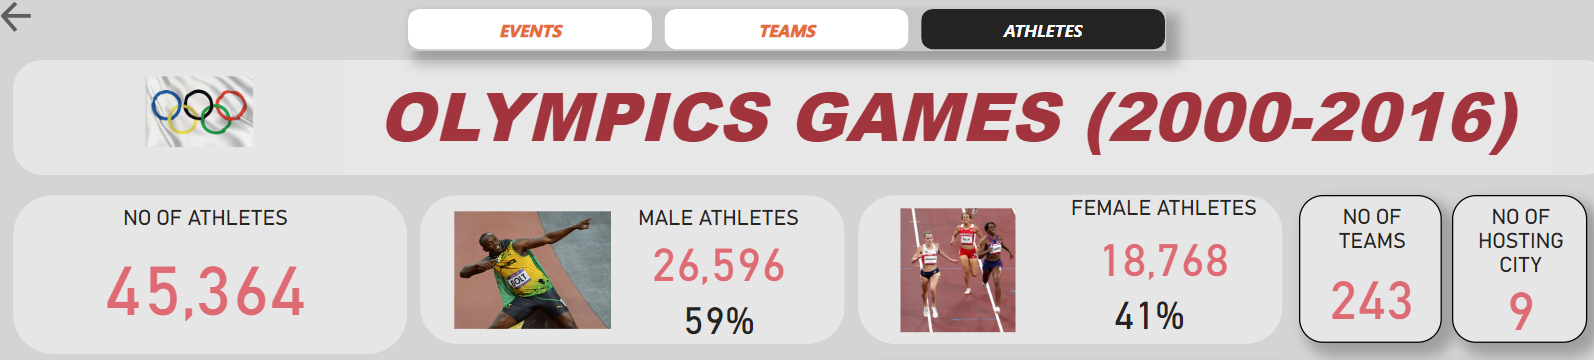 EVENTS
TEAMS
ATHLETES
OLYMPICS GAMES (2000-2016)
NO OF ATHLETES
45,364
BOLT
MALE ATHLETES
26,596
59%
FEMALE ATHLETES
18,768
41%
NO OF
TEAMS
243
NO OF
HOSTING
CITY
9